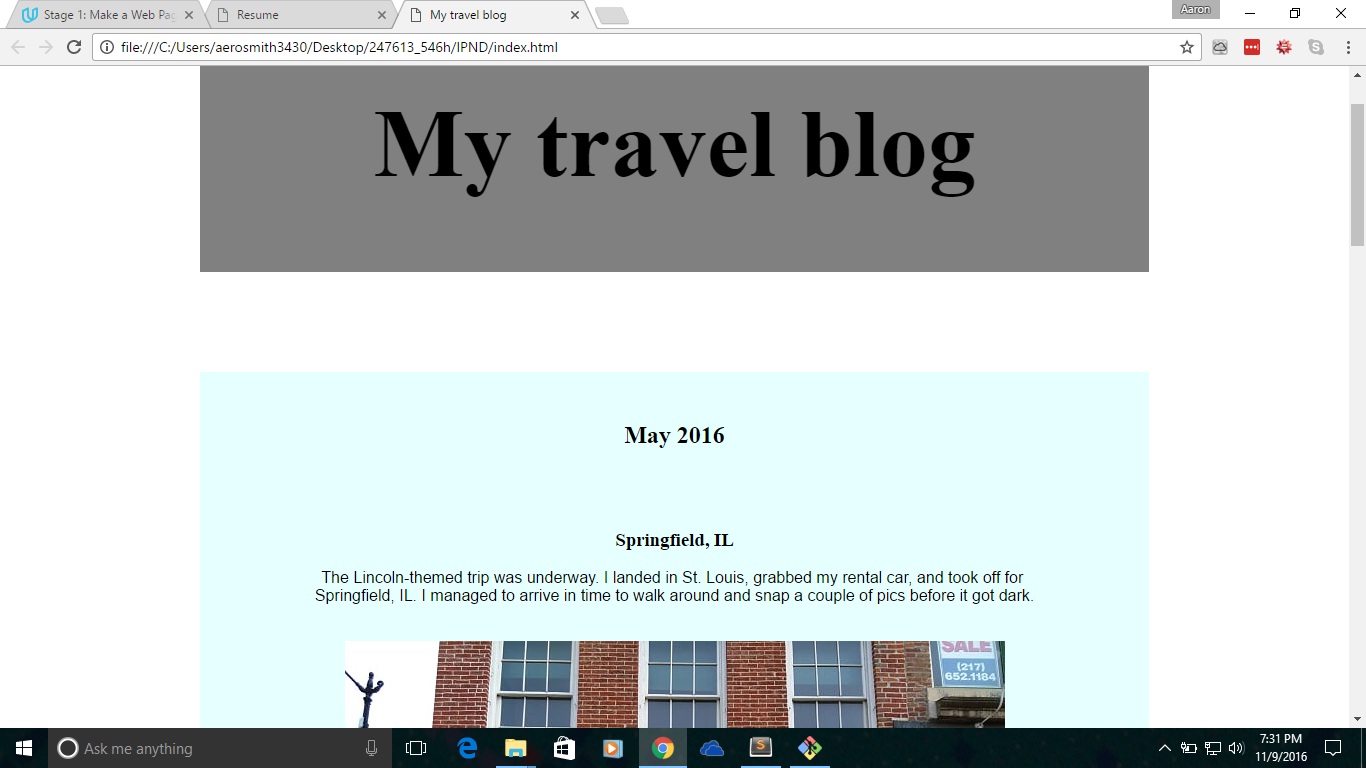 Stage 1: Make a Web Pag
Resume
My travel blog
Aaron
file:///C:/Users/aerosmith3430/Desktop/247613_546h/IPND/index.html
My travel blog
May 2016
Springfield, IL
The Lincoln-themed trip was underway. I landed in St. Louis, grabbed my rental car, and took off for
Springfield, IL. I managed to arrive in time to walk around and snap a couple of pics before it got dark.
SALE
(217)
652.1184
Ask me anything
7:31 PM
11/9/2016